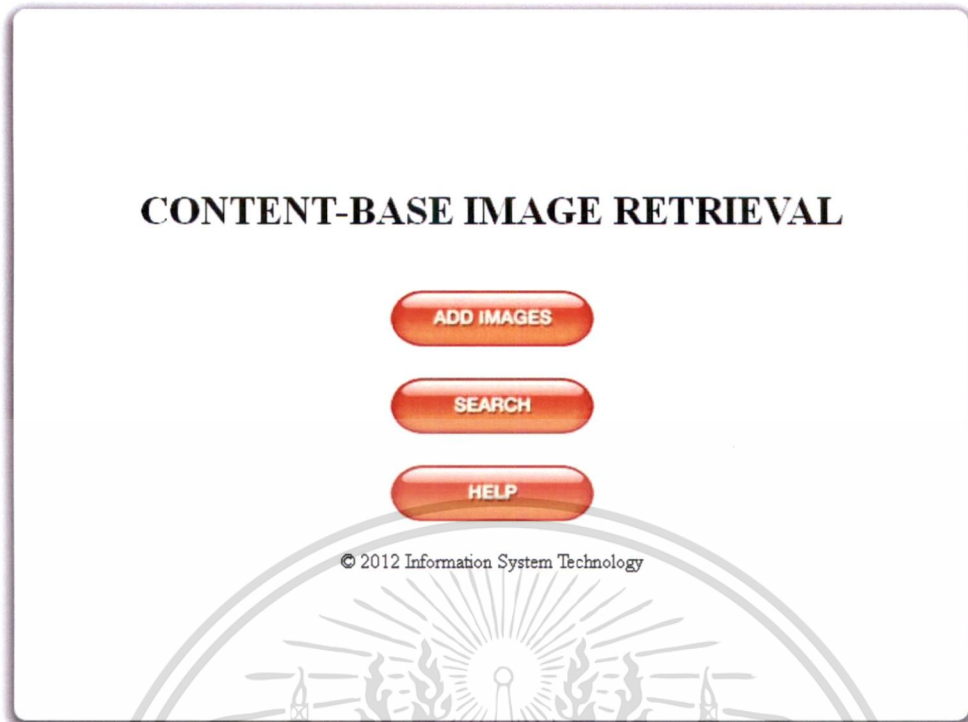 CONTENT-BASE IMAGE RETRIEVAL
ADD IMAGES
SEARCH
HELP
© 2012 Information System Technology